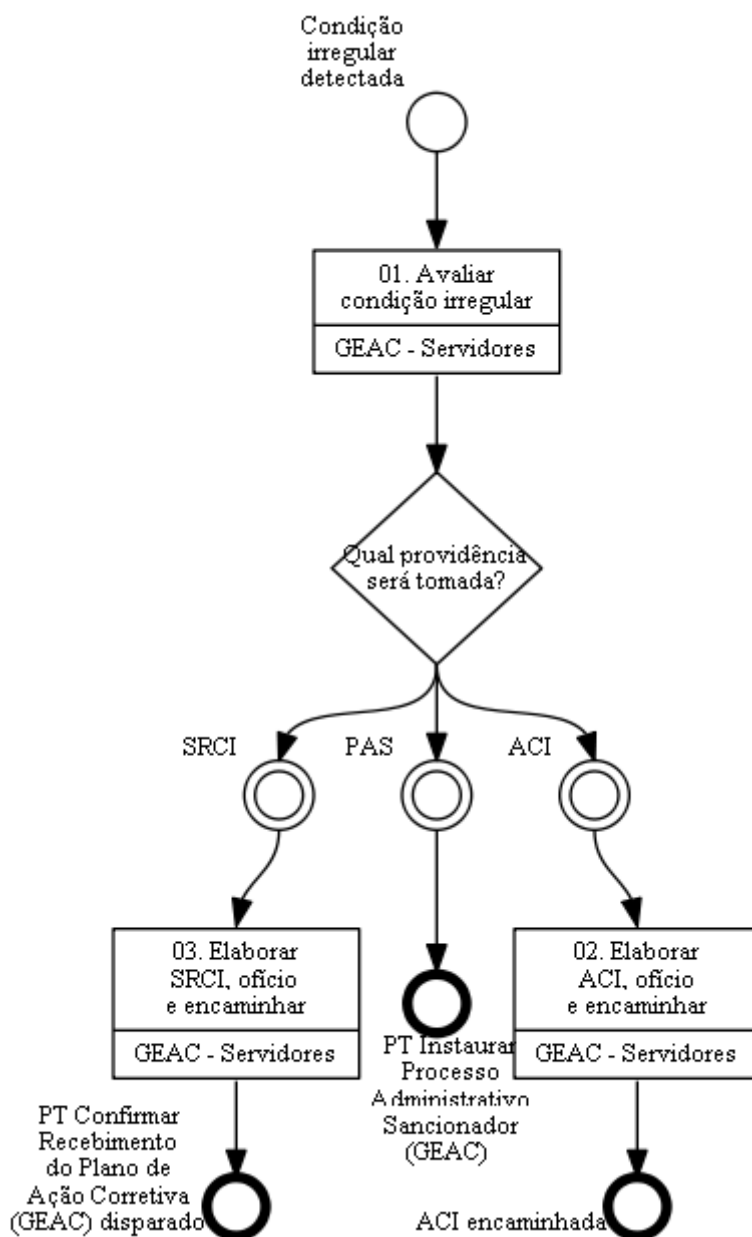 Condição
irregular
detectada
01. Avaliar
condição irregular
GEAC - Servidores
Qual providência
será tomada?
SRCI
PAS
ACI
03. Elaborar
SRCI, ofício
e encaminhar
GEAC - Servidores
02. Elaborar
ACI, ofício
e encaminhar
GEAC - Servidores
PT Instaurar
Processo
Administrativo
Sancionador
(GEAC)
PT Confirmar
Recebimento
do Plano de
Ação Corretiva
(GEAC) disparado
ACI encaminhada